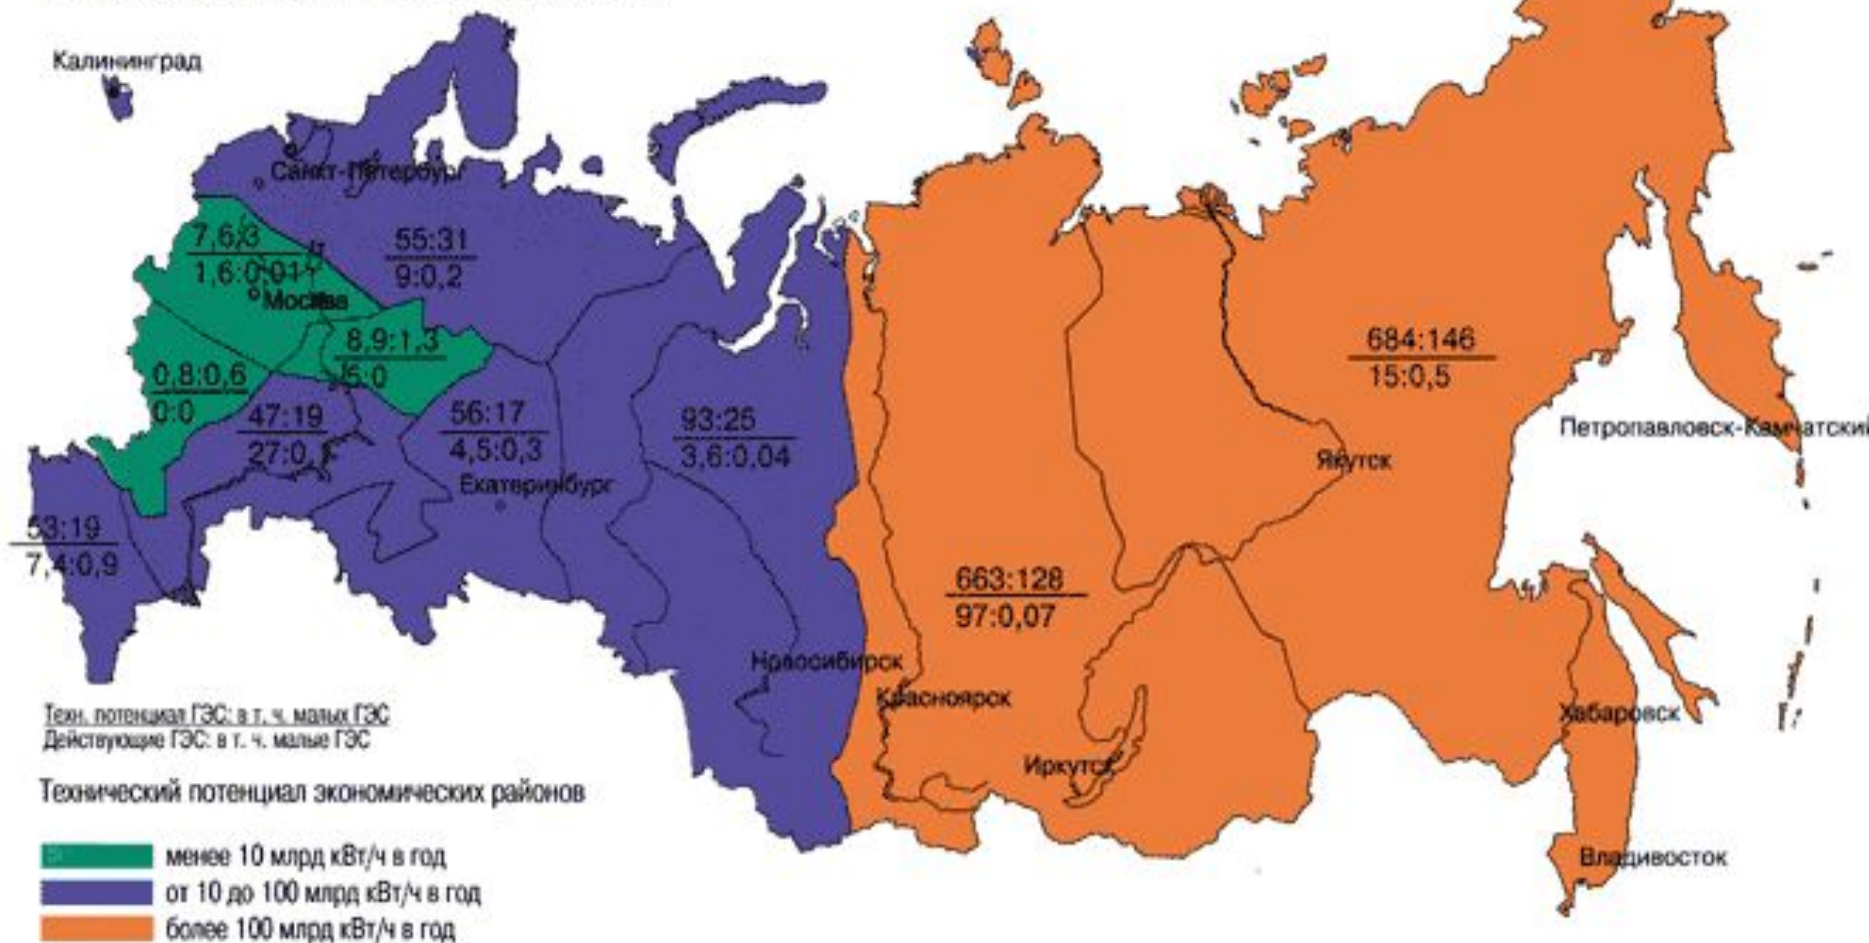 Калининград
Санкт-Петербург
7,6:3
1,6:0,01
Москва
55:31
9:0,2
8,9:1,3
5:0
0,8:0,6
0:0
47:19
27:0
56:17
4,5:0,3
Екатеринбург
93:25
3,6:0,04
53:19
7,4:0,9
684:146
15:0,5
Петропавловск-Камчатский
Якутск
663:128
97:0,07
Новосибирск
Красноярск
Иркутск
Хабаровск
Владивосток
Техн. потенциал ГЭС: в т. ч. малых ГЭС
Действующие ГЭС: в т. ч. малые ГЭС
Технический потенциал экономических районов
менее 10 млрд кВт/ч в год
от 10 до 100 млрд кВт/ч в год
более 100 млрд кВт/ч в год